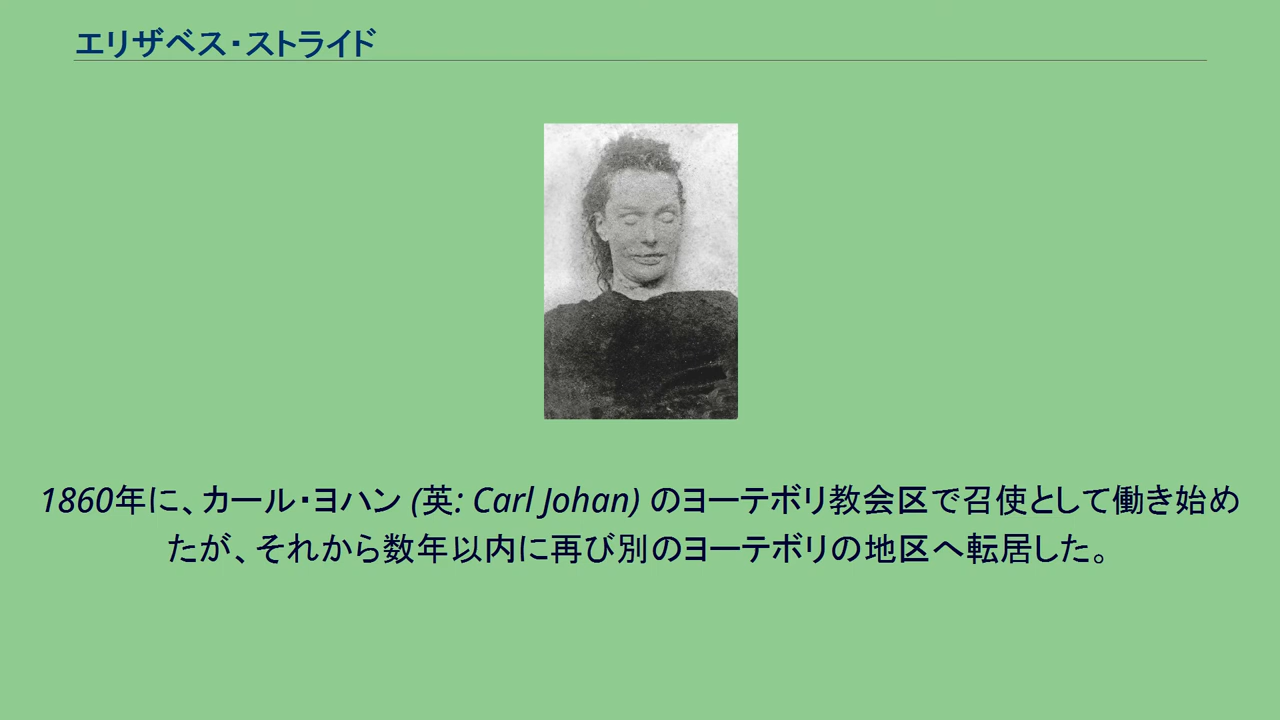 エリザベス・ストライド
1860年に、カール・ヨハン (英: Carl Johan) のヨーテボリ教会区で召使として働き始め
たが、それから数年以内に再び別のヨーテボリの地区へ転居した。